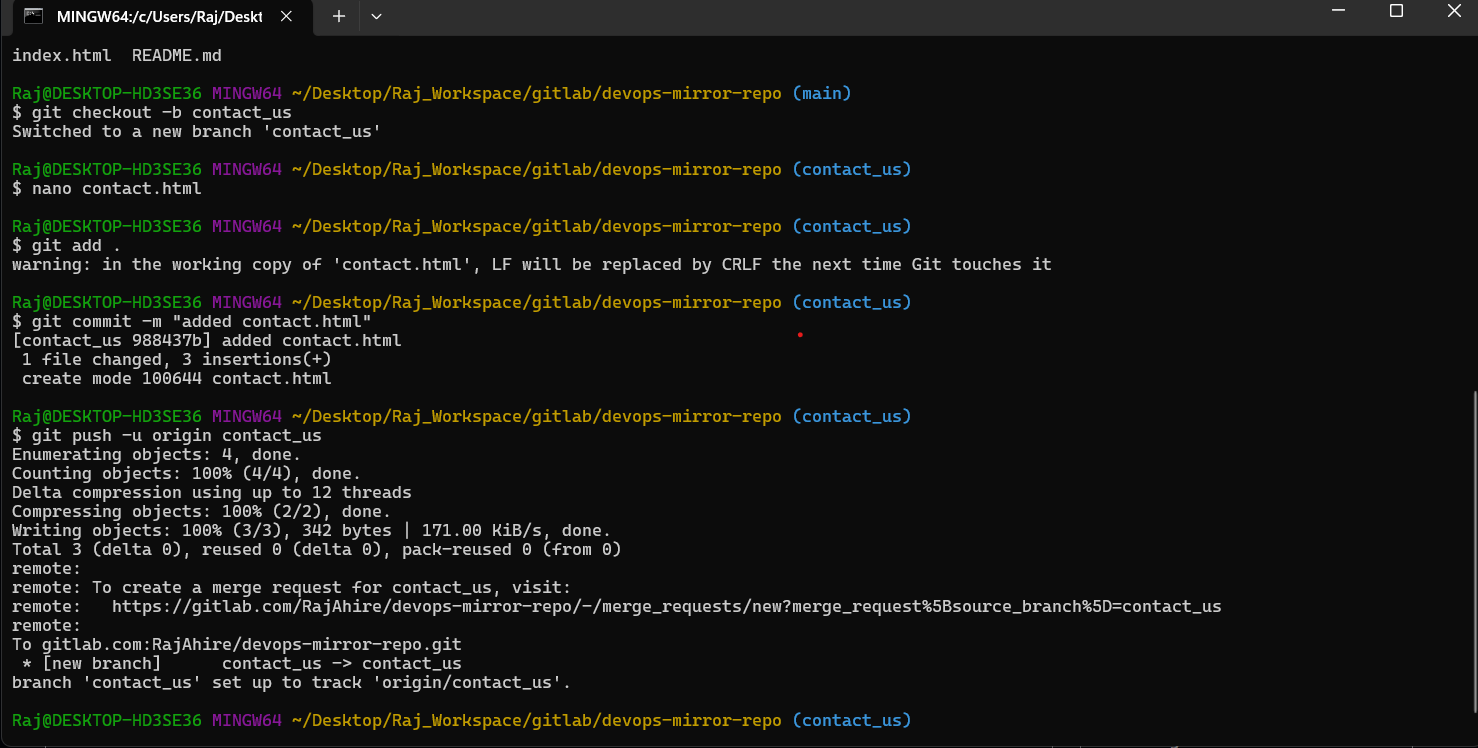 MINGW64:/c/Users/Raj/Deskt
index.html  README.md
Raj@DESKTOP-HD3SE36 MINGW64 ~/Desktop/Raj_Workspace/gitlab/devops-mirror-repo (main)
$ git checkout -b contact_us
Switched to a new branch 'contact_us'
Raj@DESKTOP-HD3SE36 MINGW64 ~/Desktop/Raj_Workspace/gitlab/devops-mirror-repo (contact_us)
$ nano contact.html
Raj@DESKTOP-HD3SE36 MINGW64 ~/Desktop/Raj_Workspace/gitlab/devops-mirror-repo (contact_us)
$ git add .
warning: in the working copy of 'contact.html', LF will be replaced by CRLF the next time Git touches it
Raj@DESKTOP-HD3SE36 MINGW64 ~/Desktop/Raj_Workspace/gitlab/devops-mirror-repo (contact_us)
$ git commit -m "added contact.html"
[contact_us 988437b] added contact.html
 1 file changed, 3 insertions(+)
 create mode 100644 contact.html
Raj@DESKTOP-HD3SE36 MINGW64 ~/Desktop/Raj_Workspace/gitlab/devops-mirror-repo (contact_us)
$ git push -u origin contact_us
Enumerating objects: 4, done.
Counting objects: 100% (4/4), done.
Delta compression using up to 12 threads
Compressing objects: 100% (2/2), done.
Writing objects: 100% (3/3), 342 bytes | 171.00 KiB/s, done.
Total 3 (delta 0), reused 0 (delta 0), pack-reused 0 (from 0)
remote:
remote: To create a merge request for contact_us, visit:
remote:   https://gitlab.com/RajAhire/devops-mirror-repo/-/merge_requests/new?merge_request%5Bsource_branch%5D=contact_us
remote:
To gitlab.com:RajAhire/devops-mirror-repo.git
 * [new branch]      contact_us -> contact_us
branch 'contact_us' set up to track 'origin/contact_us'.
Raj@DESKTOP-HD3SE36 MINGW64 ~/Desktop/Raj_Workspace/gitlab/devops-mirror-repo (contact_us)